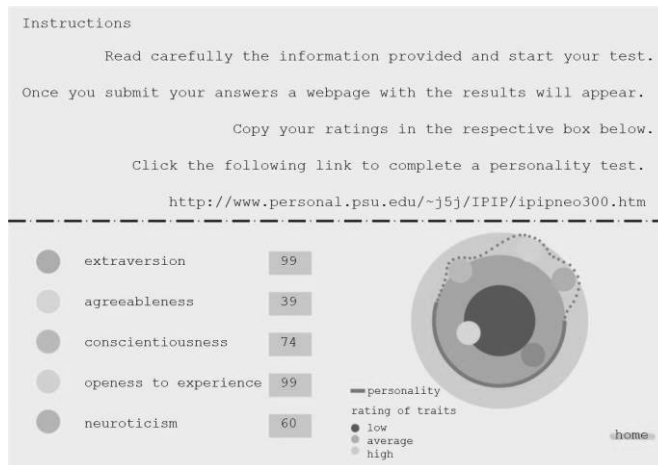 Instructions
Read carefully the information provided and start your test.
Once you submit your answers a webpage with the results will appear.
Copy your ratings in the respective box below.
Click the following link to complete a personality test.
http://www.personal.psu.edu/~j5j/IPIP/ipipneo300.htm
extraversion 99
agreeableness 39
conscientiousness 74
openess to experience 99
neuroticism 60
personality
rating of traits
low
average
high
home